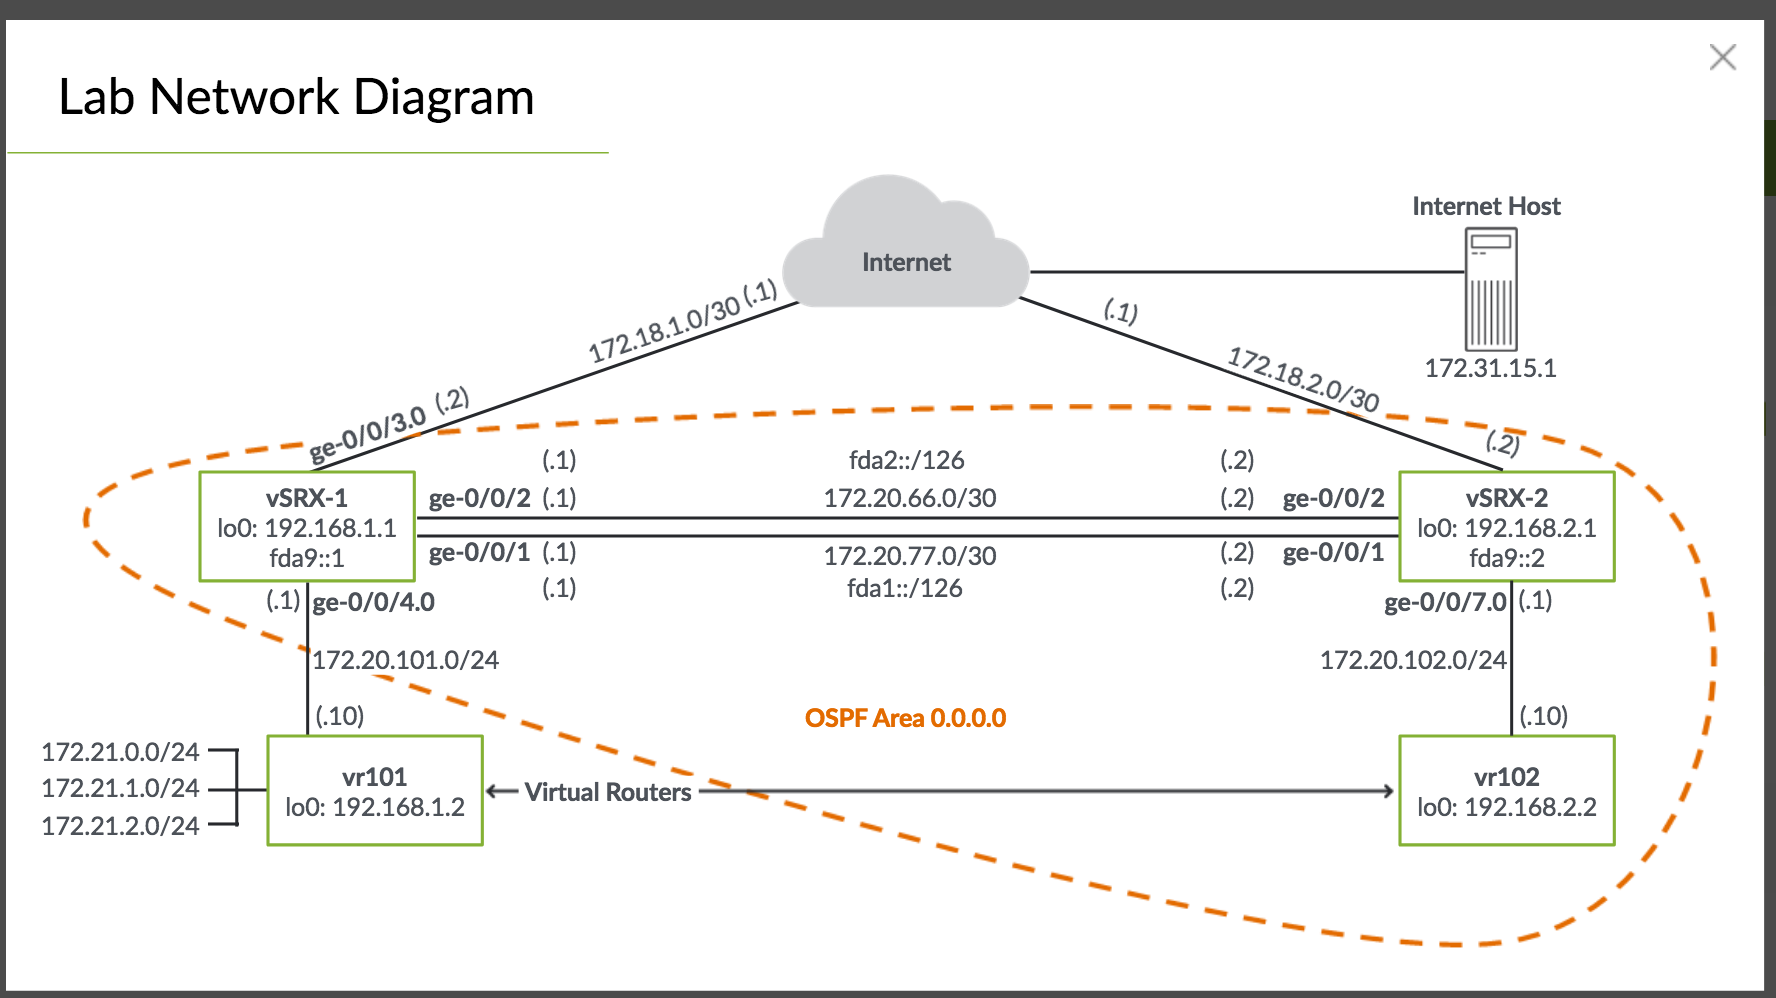 Lab Network Diagram
Internet Host
Internet
172.31.15.1
172.18.1.0/30 (.1)
(.1)
172.18.2.0/30
ge-0/0/3.0 (.2)
(.2)
(.1) fda2::/126 (.2)
vSRX-1
lo0: 192.168.1.1
fda9::1
ge-0/0/2 (.1) 172.20.66.0/30 (.2) ge-0/0/2
ge-0/0/1 (.1) 172.20.77.0/30 (.2) ge-0/0/1
(.1) fda1::/126 (.2)
vSRX-2
lo0: 192.168.2.1
fda9::2
(.1) ge-0/0/4.0
ge-0/0/7.0 (.1)
172.20.101.0/24
172.20.102.0/24
(.10)
OSPF Area 0.0.0.0
(.10)
172.21.0.0/24
172.21.1.0/24
172.21.2.0/24
vr101
lo0: 192.168.1.2
Virtual Routers
vr102
lo0: 192.168.2.2